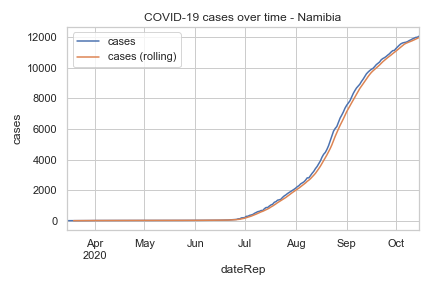 COVID-19 cases over time - Namibia
cases
cases (rolling)
12000
10000
8000
6000
4000
2000
0
cases
Apr
2020
May
Jun
Jul
Aug
Sep
Oct
dateRep